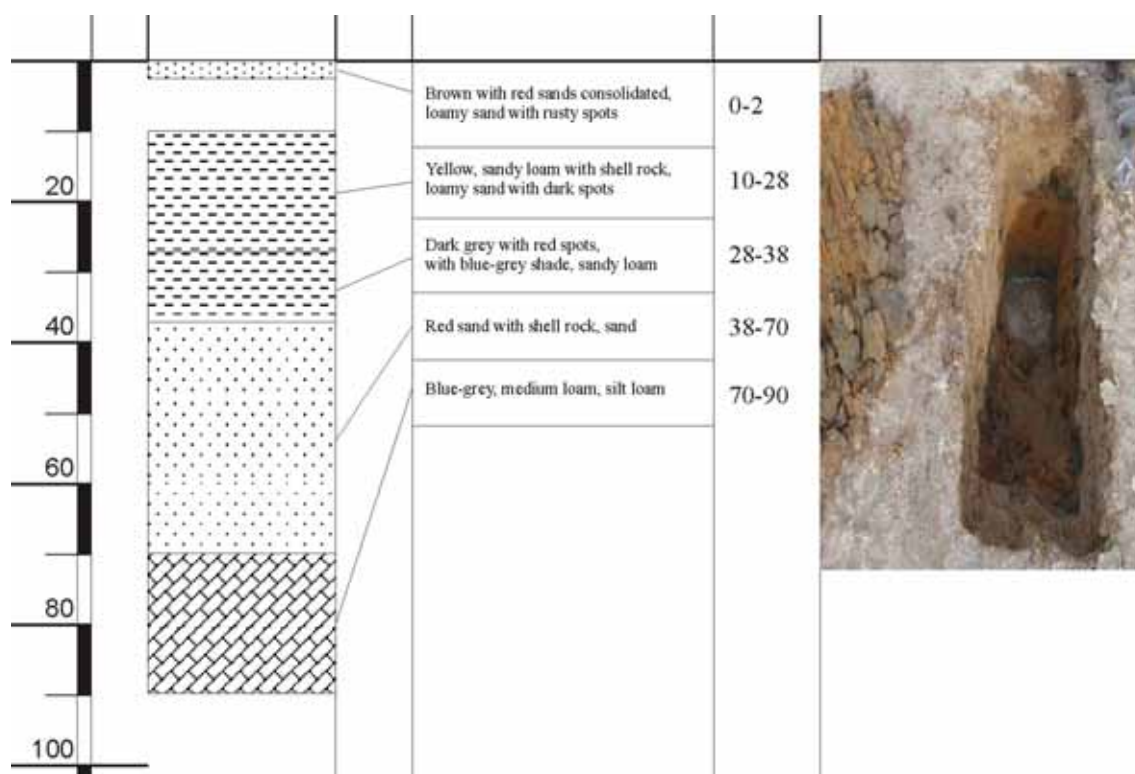 Brown with red sands consolidated,
loamy sand with rusty spots
0-2
Yellow, sandy loam with shell rock,
loamy sand with dark spots
10-28
Dark grey with red spots,
with blue-grey shade, sandy loam
28-38
Red sand with shell rock, sand
38-70
Blue-grey, medium loam, silt loam
70-90
20
40
60
80
100